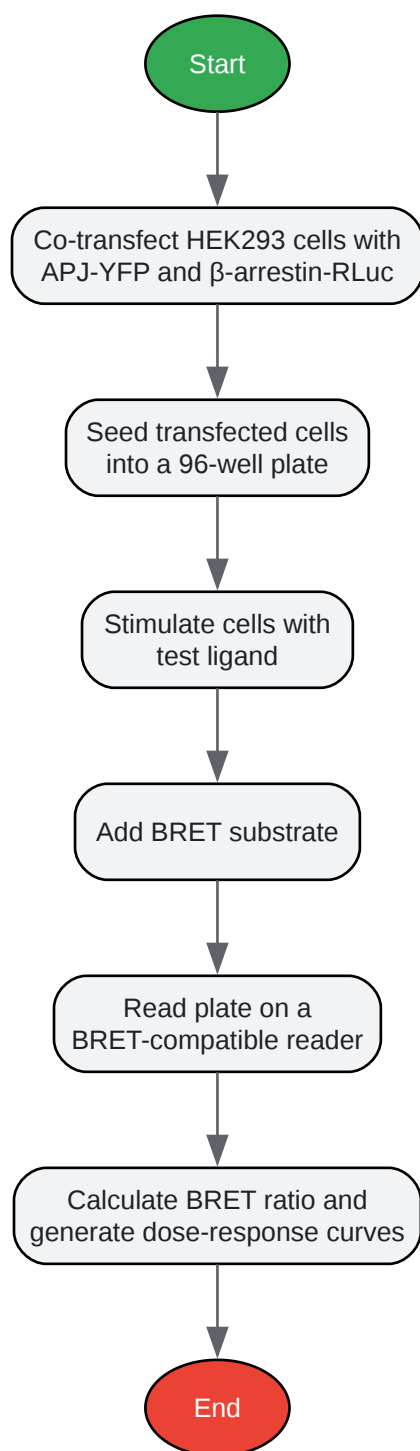 Start
Co-transfect HEK293 cells with
APJ-YFP and β-arrestin-RLuc
Seed transfected cells
into a 96-well plate
Stimulate cells with
test ligand
Add BRET substrate
Read plate on a
BRET-compatible reader
Calculate BRET ratio and
generate dose-response curves
End